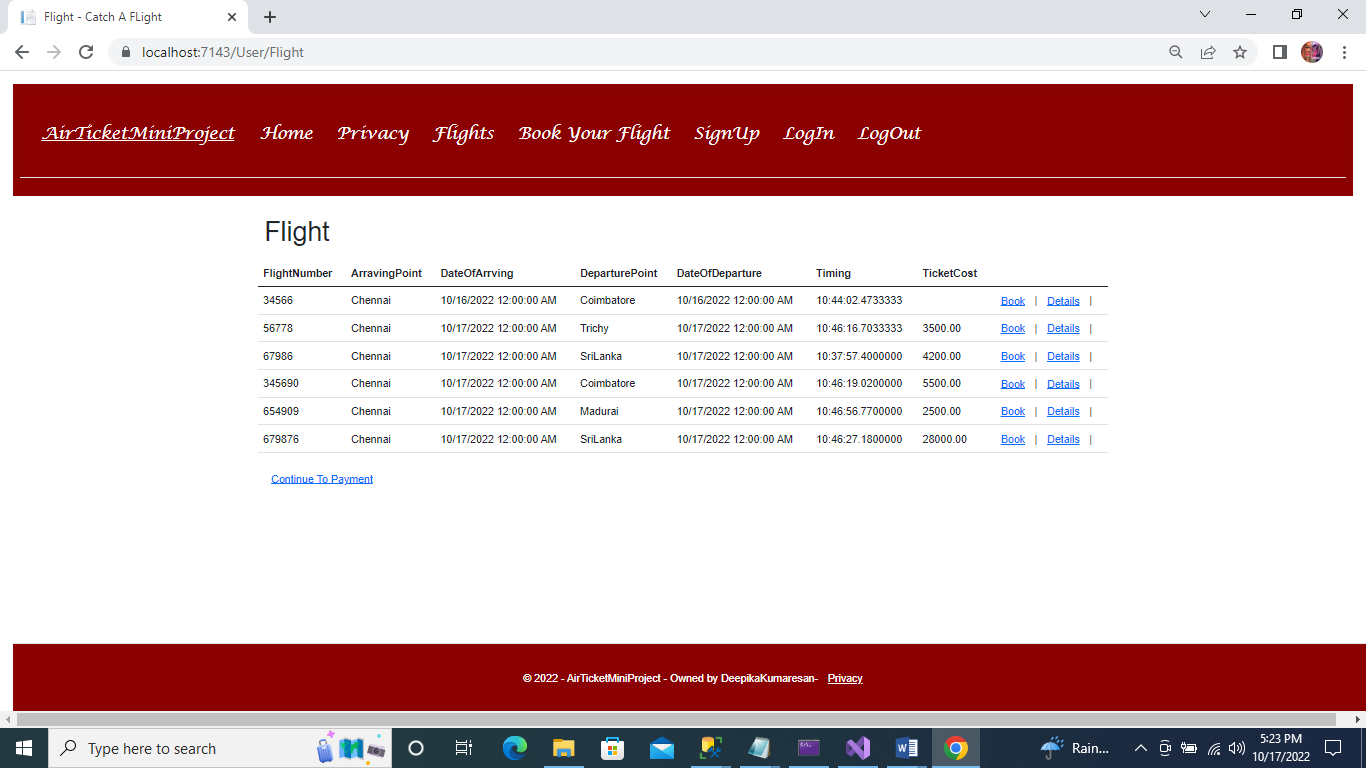 Flight - Catch A FLight
localhost:7143/User/Flight
AirTicketMiniProject Home Privacy Flights Book Your Flight SignUp LogIn LogOut
Flight
FlightNumber ArravingPoint DateOfArrving DeparturePoint DateOfDeparture Timing TicketCost
34566 Chennai 10/16/2022 12:00:00 AM Coimbatore 10/16/2022 12:00:00 AM 10:44:02.4733333 Book | Details |
56778 Chennai 10/17/2022 12:00:00 AM Trichy 10/17/2022 12:00:00 AM 10:46:16.7033333 3500.00 Book | Details |
67986 Chennai 10/17/2022 12:00:00 AM SriLanka 10/17/2022 12:00:00 AM 10:37:57.4000000 4200.00 Book | Details |
345690 Chennai 10/17/2022 12:00:00 AM Coimbatore 10/17/2022 12:00:00 AM 10:46:19.0200000 5500.00 Book | Details |
654909 Chennai 10/17/2022 12:00:00 AM Madurai 10/17/2022 12:00:00 AM 10:46:56.7700000 2500.00 Book | Details |
679876 Chennai 10/17/2022 12:00:00 AM SriLanka 10/17/2022 12:00:00 AM 10:46:27.1800000 28000.00 Book | Details |
Continue To Payment
© 2022 - AirTicketMiniProject - Owned by DeepikaKumaresan- Privacy
Type here to search Rain... 5:23 PM
10/17/2022